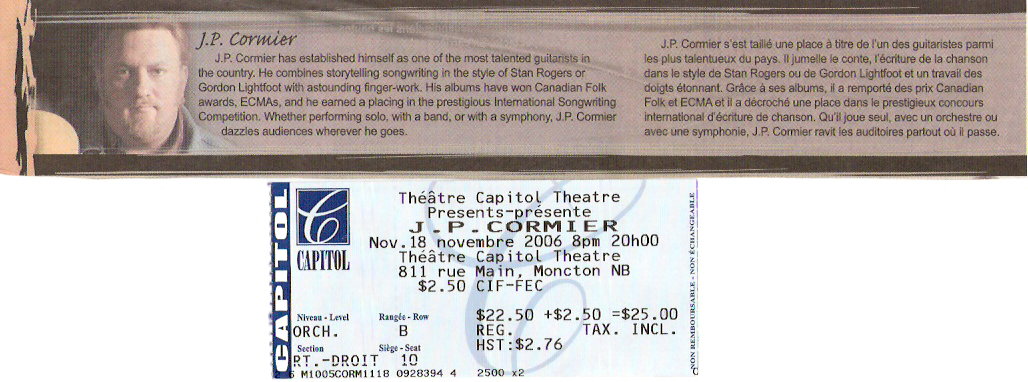 J.P. Cormier
J.P. Cormier has established himself as one of the most talented guitarists in
the country. He combines storytelling songwriting in the style of Stan Rogers or
Gordon Lightfoot with astounding finger-work. His albums have won Canadian Folk
awards, ECMAs, and he earned a placing in the prestigious International Songwriting
Competition. Whether performing solo, with a band, or with a symphony, J.P. Cormier
dazzles audiences wherever he goes.
J.P. Cormier s'est taillé une place à titre de l'un des guitaristes parmi
les plus talentueux du pays. Il jumelle le conte, l'écriture de la chanson
dans le style de Stan Rogers ou de Gordon Lightfoot et un travail des
doigts étonnant. Grâce à ses albums, il a remporté des prix Canadian
Folk et ECMA et il a décroché une place dans le prestigieux concours
international d'écriture de chanson. Qu'il joue seul, avec un orchestre ou
avec une symphonie, J.P. Cormier ravit les auditoires partout où il passe.
CAPITOL
C
CAPITOL
Théâtre Capitol Theatre
Presents-présente
J.P.CORMIER
Nov.18 novembre 2006 8pm 20h00
Théâtre Capitol Theatre
811 rue Main, Moncton NB
$2.50 CIF-FEC
Niveau - Level Rangée - Row $22.50 +$2.50 =$25.00
ORCH. B REG. TAX. INCL.
Section Siège - Seat HST:$2.76
RT.-DROIT 10
6 M1005CORM1118 0928394 4 2500 x2
NON REMBOURSABLE - NON ÉCHANGEABLE